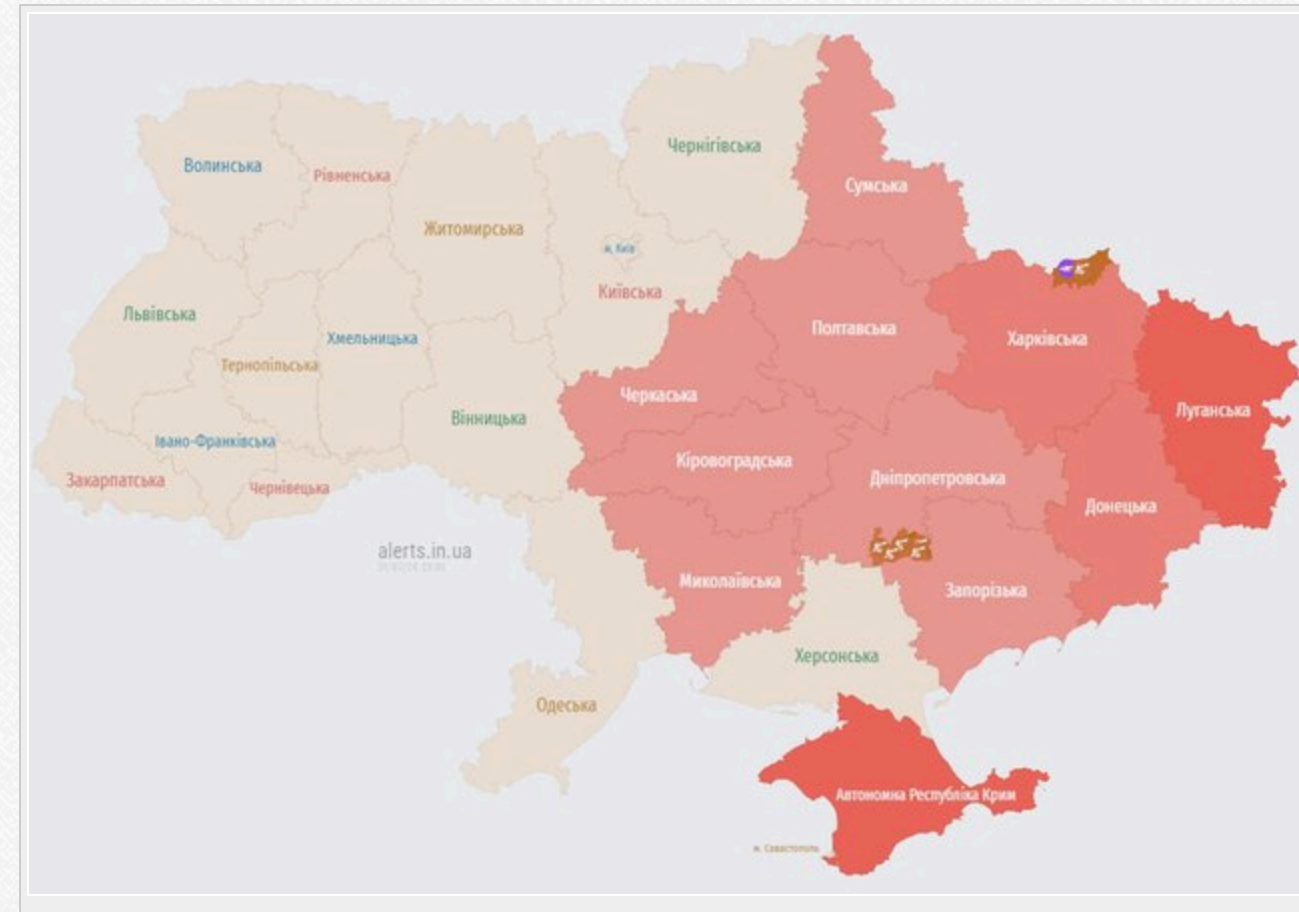 Чернігівська
Волинська
Рівненська
Сумська
Житомирська
м. Київ
Київська
Львівська
Полтавська
Хмельницька
Харківська
Тернопільська
Черкаська
Луганська
Вінницька
Івано-Франківська
Кіровоградська
Закарпатська
Дніпропетровська
Чернівецька
Донецька
alerts.in.ua
Миколаївська
Запорізька
Херсонська
Одеська
Автономна Республіка Крим
м. Севастополь